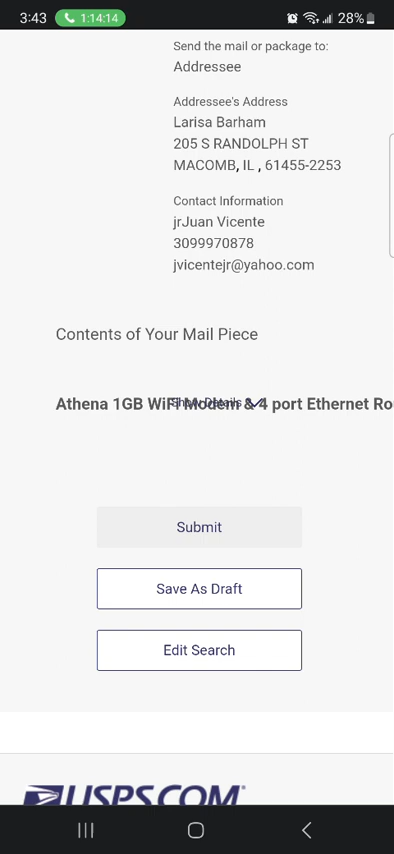 3:43
1:14:14
28%
Send the mail or package to:
Addressee
Addressee's Address
Larisa Barham
205 S RANDOLPH ST
MACOMB, IL , 61455-2253
Contact Information
jrJuan Vicente
3099970878
jvicentejr@yahoo.com
Contents of Your Mail Piece
Show Details
Athena 1GB WiFi Modem & 4 port Ethernet Ro
Submit
Save As Draft
Edit Search
USPS.COM®